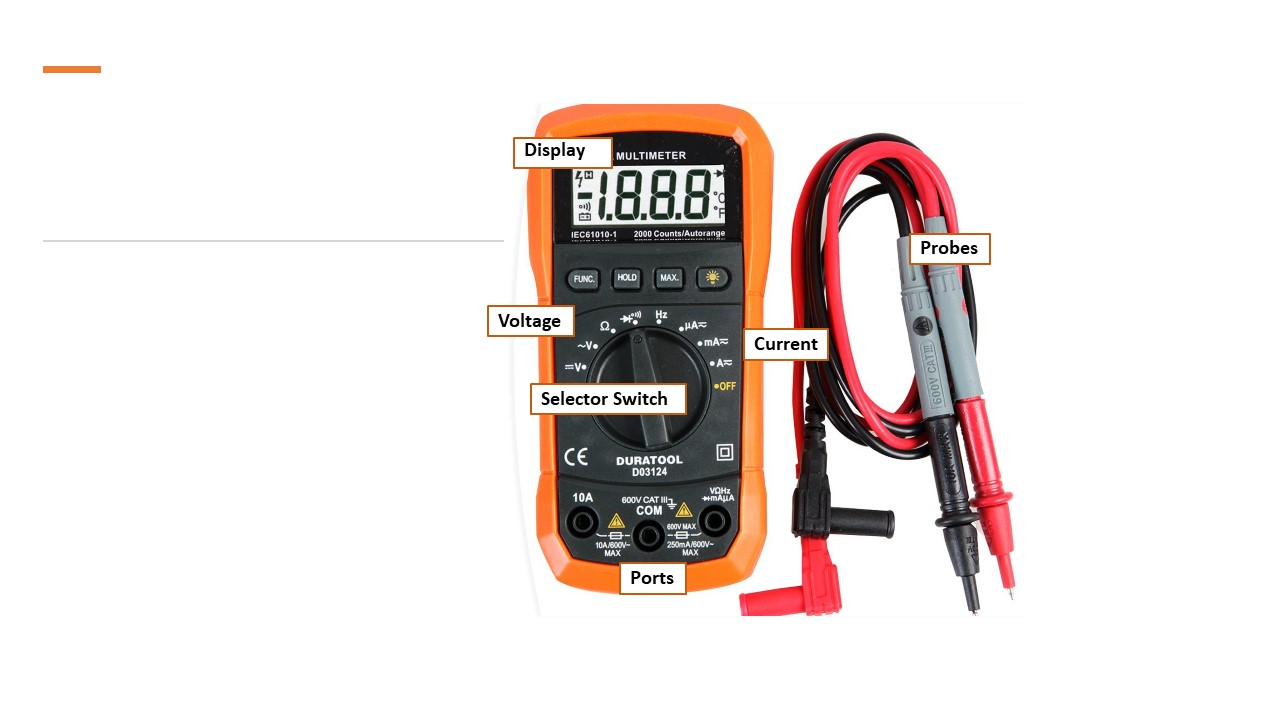 Display
MULTIMETER
-1.8.8.8
°C
°F
IEC61010-1 2000 Counts/Autorange
FUNC. HOLD MAX.
Voltage
Ω Hz μA
~V mA
V A
OFF
Current
Selector Switch
CE
DURATOOL
D03124
10A 600V CAT III VΩHz
COM mAμA
600V MAX
10A/600V~ 250mA/600V~
MAX MAX
Ports
Probes
600V CAT III
10A MAX